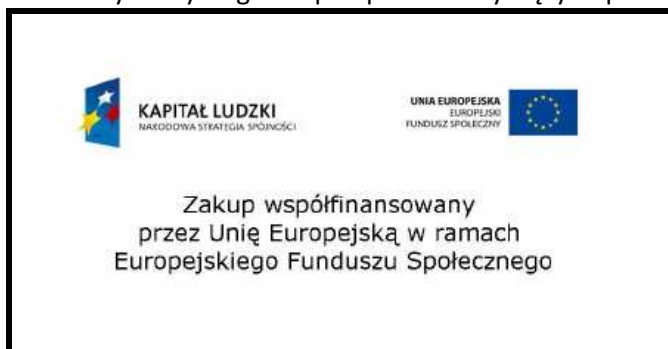 KAPITAŁ LUDZKI
NARODOWA STRATEGIA SPÓJNOŚCI
UNIA EUROPEJSKA
EUROPEJSKI
FUNDUSZ SPOŁECZNY
Zakup współfinansowany
przez Unię Europejską w ramach
Europejskiego Funduszu Społecznego